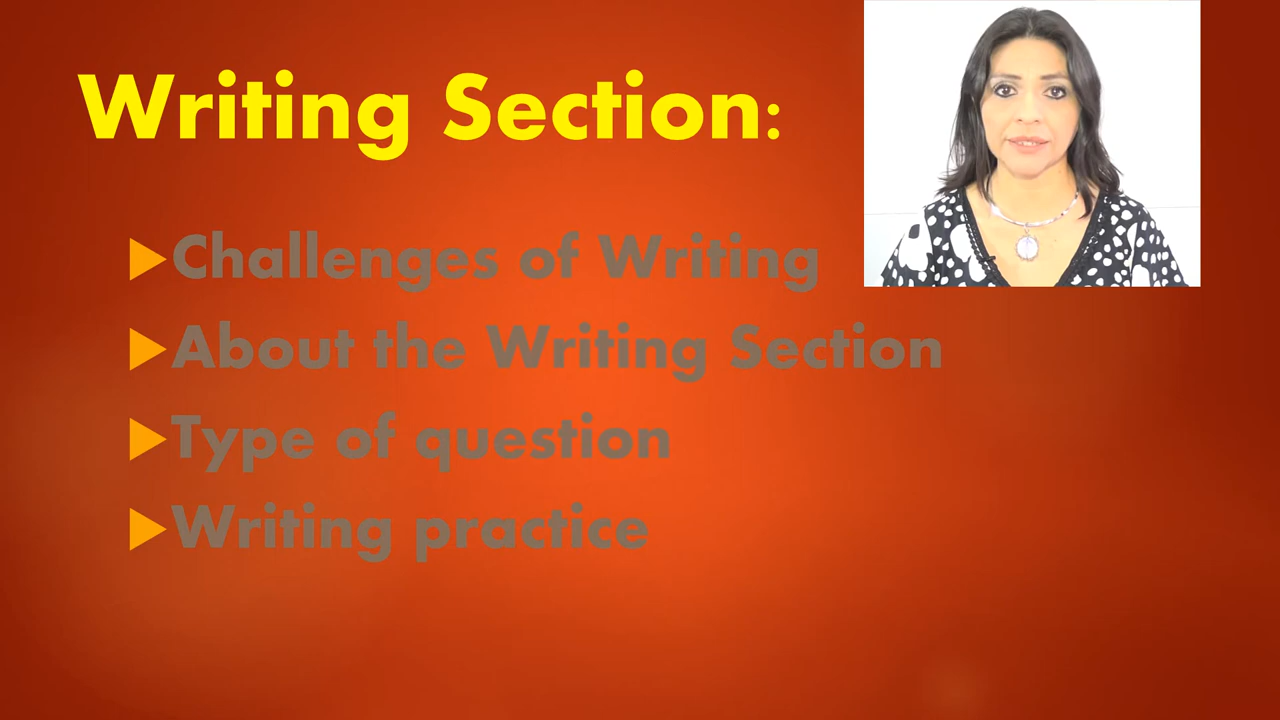 Writing Section:
Challenges of Writing
About the Writing Section
Type of question
Writing practice